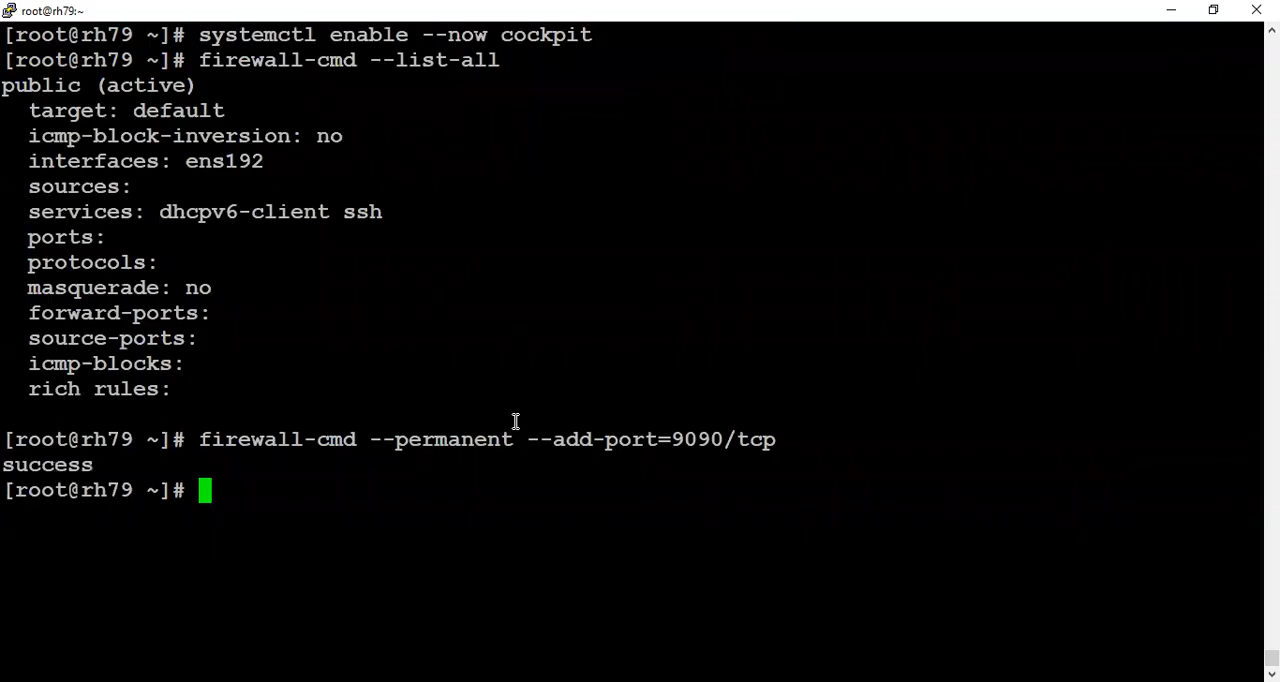 root@rh79:~
[root@rh79 ~]# systemctl enable --now cockpit
[root@rh79 ~]# firewall-cmd --list-all
public (active)
  target: default
  icmp-block-inversion: no
  interfaces: ens192
  sources:
  services: dhcpv6-client ssh
  ports:
  protocols:
  masquerade: no
  forward-ports:
  source-ports:
  icmp-blocks:
  rich rules:
[root@rh79 ~]# firewall-cmd --permanent --add-port=9090/tcp
success
[root@rh79 ~]#